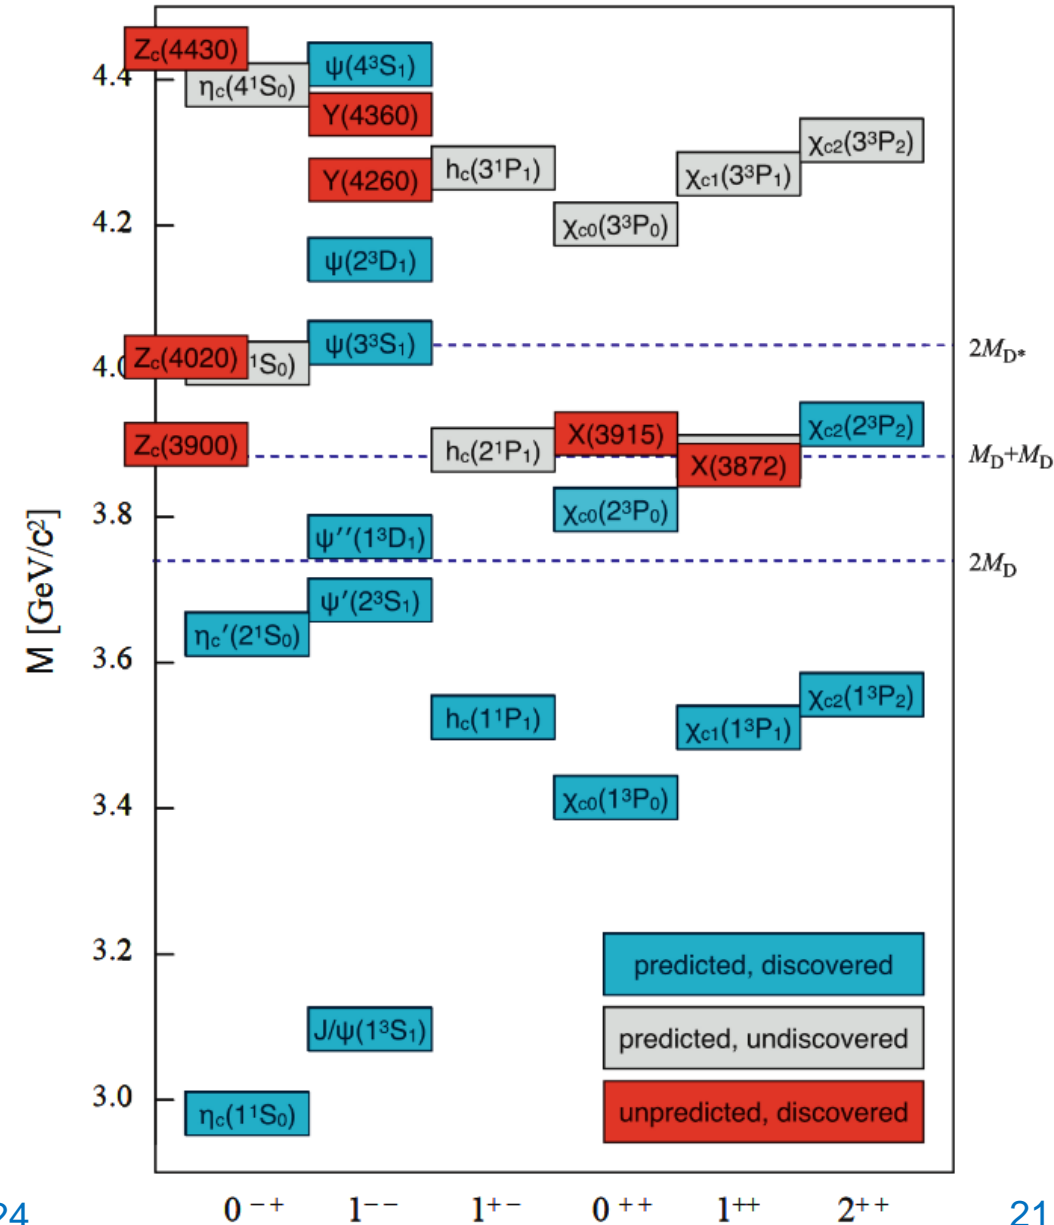 Zc(4430)
4.4
ηc(4¹S₀)
ψ(4³S₁)
Y(4360)
Y(4260)
hc(3¹P₁)
χc0(3³P₀)
χc1(3³P₁)
χc2(3³P₂)
4.2
ψ(2³D₁)
ψ(3³S₁)
Zc(4020)
¹S₀)
4.0
2M_D*
Zc(3900)
hc(2¹P₁)
X(3915)
X(3872)
χc2(2³P₂)
M_D+M_D
χc0(2³P₀)
3.8
ψ′′(1³D₁)
2M_D
ψ′(2³S₁)
ηc′(2¹S₀)
3.6
hc(1¹P₁)
χc0(1³P₀)
χc1(1³P₁)
χc2(1³P₂)
3.4
3.2
J/ψ(1³S₁)
3.0
ηc(1¹S₀)
M [GeV/c²]
predicted, discovered
predicted, undiscovered
unpredicted, discovered
0⁻⁺ 1⁻⁻ 1⁺⁻ 0⁺⁺ 1⁺⁺ 2⁺⁺
24
21